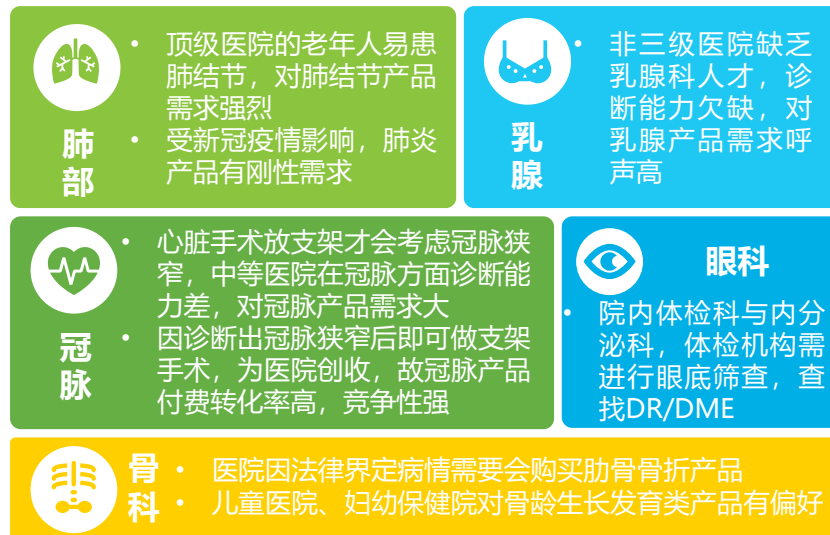 肺部
• 顶级医院的老年人易患
肺结节，对肺结节产品
需求强烈
• 受新冠疫情影响，肺炎
产品有刚性需求
乳腺
• 非三级医院缺乏
乳腺科人才，诊
断能力欠缺，对
乳腺产品需求呼
声高
冠脉
• 心脏手术放支架才会考虑冠脉狭
窄，中等医院在冠脉方面诊断能
力差，对冠脉产品需求大
• 因诊断出冠脉狭窄后即可做支架
手术，为医院创收，故冠脉产品
付费转化率高，竞争性强
眼科
• 院内体检科与内分
泌科，体检机构需
进行眼底筛查，查
找DR/DME
骨科
• 医院因法律界定病情需要会购买肋骨骨折产品
• 儿童医院、妇幼保健院对骨龄生长发育类产品有偏好